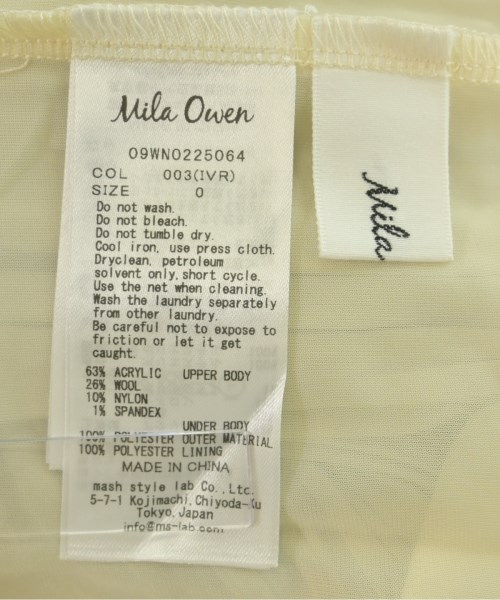 Mila Owen
09WN0225064
COL 003(IVR)
SIZE 0
Do not wash.
Do not bleach.
Do not tumble dry.
Cool iron, use press cloth.
Dryclean, petroleum
solvent only, short cycle.
Use the net when cleaning.
Wash the laundry separately
from other laundry.
Be careful not to expose to
friction or let it get
caught.
63% ACRYLIC UPPER BODY
26% WOOL
10% NYLON
1% SPANDEX
UNDER BODY
100% POLYESTER OUTER MATERIAL
100% POLYESTER LINING
MADE IN CHINA
mash style lab Co.,Ltc.
5-7-1 Kojimachi,Chiyoda-Ku
Tokyo,Japan
info@ms-lab.com
Mila